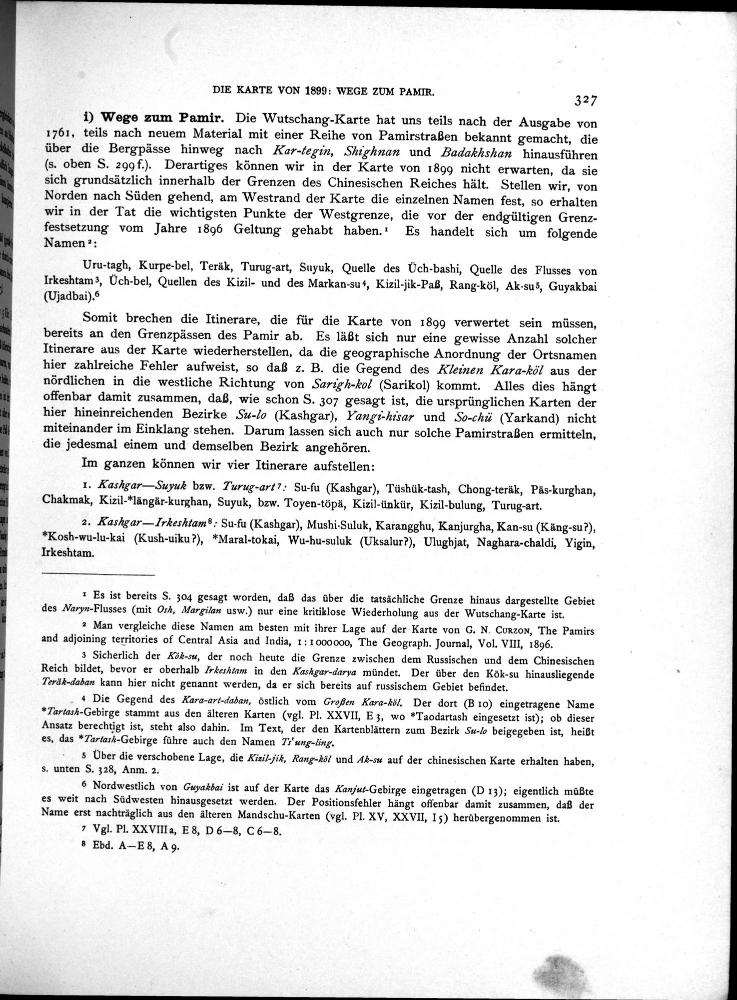 DIE KARTE VON 1899: WEGE ZUM PAMIR.
327
i) Wege zum Pamir. Die Wutschang-Karte hat uns teils nach der Ausgabe von
1761, teils nach neuem Material mit einer Reihe von Pamirstraßen bekannt gemacht, die
über die Bergpässe hinweg nach Kar-tegin, Shighnan und Badakhshan hinausführen
(s. oben S. 299 f.). Derartiges können wir in der Karte von 1899 nicht erwarten, da sie
sich grundsätzlich innerhalb der Grenzen des Chinesischen Reiches hält. Stellen wir, von
Norden nach Süden gehend, am Westrand der Karte die einzelnen Namen fest, so erhalten
wir in der Tat die wichtigsten Punkte der Westgrenze, die vor der endgültigen Grenz-
festsetzung vom Jahre 1896 Geltung gehabt haben.¹ Es handelt sich um folgende
Namen²:
Uru-tagh, Kurpe-bel, Teräk, Turug-art, Suyuk, Quelle des Üch-bashi, Quelle des Flusses von
Irkeshtam³, Üch-bel, Quellen des Kizil- und des Markan-su⁴, Kizil-jik-Paß, Rang-köl, Ak-su⁵, Guyakbai
(Ujadbai).⁶
Somit brechen die Itinerare, die für die Karte von 1899 verwertet sein müssen,
bereits an den Grenzpässen des Pamir ab. Es läßt sich nur eine gewisse Anzahl solcher
Itinerare aus der Karte wiederherstellen, da die geographische Anordnung der Ortsnamen
hier zahlreiche Fehler aufweist, so daß z. B. die Gegend des Kleinen Kara-köl aus der
nördlichen in die westliche Richtung von Sarigh-kol (Sarikol) kommt. Alles dies hängt
offenbar damit zusammen, daß, wie schon S. 307 gesagt ist, die ursprünglichen Karten der
hier hineinreichenden Bezirke Su-lo (Kashgar), Yangi-hisar und So-chü (Yarkand) nicht
miteinander im Einklang stehen. Darum lassen sich auch nur solche Pamirstraßen ermitteln,
die jedesmal einem und demselben Bezirk angehören.
Im ganzen können wir vier Itinerare aufstellen:
1. Kashgar—Suyuk bzw. Turug-art⁷: Su-fu (Kashgar), Tüshük-tash, Chong-teräk, Päs-kurghan,
Chakmak, Kizil-*längär-kurghan, Suyuk, bzw. Toyen-töpä, Kizil-ünkür, Kizil-bulung, Turug-art.
2. Kashgar—Irkeshtam⁸: Su-fu (Kashgar), Mushi-Suluk, Karangghu, Kanjurgha, Kan-su (Käng-su?),
*Kosh-wu-lu-kai (Kush-uiku?), *Maral-tokai, Wu-hu-suluk (Uksalur?), Ulughjat, Naghara-chaldi, Yigin,
Irkeshtam.
¹ Es ist bereits S. 304 gesagt worden, daß das über die tatsächliche Grenze hinaus dargestellte Gebiet
des Naryn-Flusses (mit Osh, Margilan usw.) nur eine kritiklose Wiederholung aus der Wutschang-Karte ist.
² Man vergleiche diese Namen am besten mit ihrer Lage auf der Karte von G. N. CURZON, The Pamirs
and adjoining territories of Central Asia and India, 1:1000000, The Geograph. Journal, Vol. VIII, 1896.
³ Sicherlich der Kök-su, der noch heute die Grenze zwischen dem Russischen und dem Chinesischen
Reich bildet, bevor er oberhalb Irkeshtam in den Kashgar-darya mündet. Der über den Kök-su hinausliegende
Teräk-daban kann hier nicht genannt werden, da er sich bereits auf russischem Gebiet befindet.
⁴ Die Gegend des Kara-art-daban, östlich vom Großen Kara-köl. Der dort (B 10) eingetragene Name
*Tartash-Gebirge stammt aus den älteren Karten (vgl. Pl. XXVII, E 3, wo *Taodartash eingesetzt ist); ob dieser
Ansatz berechtigt ist, steht also dahin. Im Text, der den Kartenblättern zum Bezirk Su-lo beigegeben ist, heißt
es, das *Tartash-Gebirge führe auch den Namen Ts'ung-ling.
⁵ Über die verschobene Lage, die Kizil-jik, Rang-köl und Ak-su auf der chinesischen Karte erhalten haben,
s. unten S. 328, Anm. 2.
⁶ Nordwestlich von Guyakbai ist auf der Karte das Kanjut-Gebirge eingetragen (D 13); eigentlich müßte
es weit nach Südwesten hinausgesetzt werden. Der Positionsfehler hängt offenbar damit zusammen, daß der
Name erst nachträglich aus den älteren Mandschu-Karten (vgl. Pl. XV, XXVII, I 5) herübergenommen ist.
⁷ Vgl. Pl. XXVIIIa, E 8, D 6—8, C 6—8.
⁸ Ebd. A—E 8, A 9.